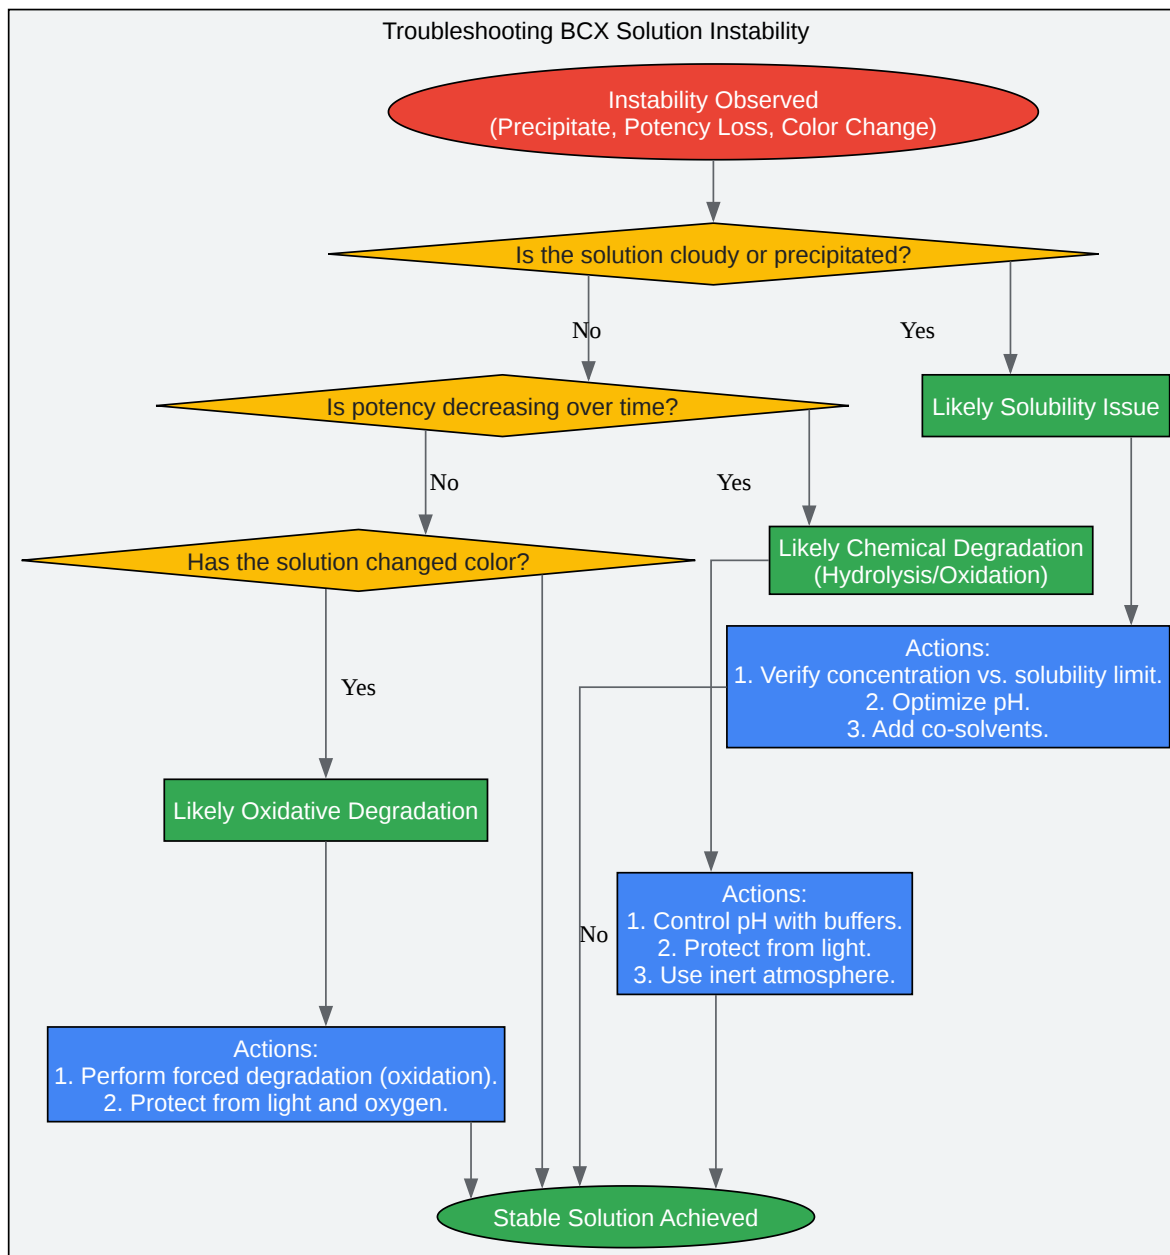 Troubleshooting BCX Solution Instability
Instability Observed
(Precipitate, Potency Loss, Color Change)
Is the solution cloudy or precipitated?
No
Yes
Is potency decreasing over time?
Likely Solubility Issue
No
Yes
Has the solution changed color?
Likely Chemical Degradation
(Hydrolysis/Oxidation)
Actions:
1. Verify concentration vs. solubility limit.
2. Optimize pH.
3. Add co-solvents.
Yes
Likely Oxidative Degradation
Actions:
1. Control pH with buffers.
2. Protect from light.
3. Use inert atmosphere.
No
Actions:
1. Perform forced degradation (oxidation).
2. Protect from light and oxygen.
Stable Solution Achieved